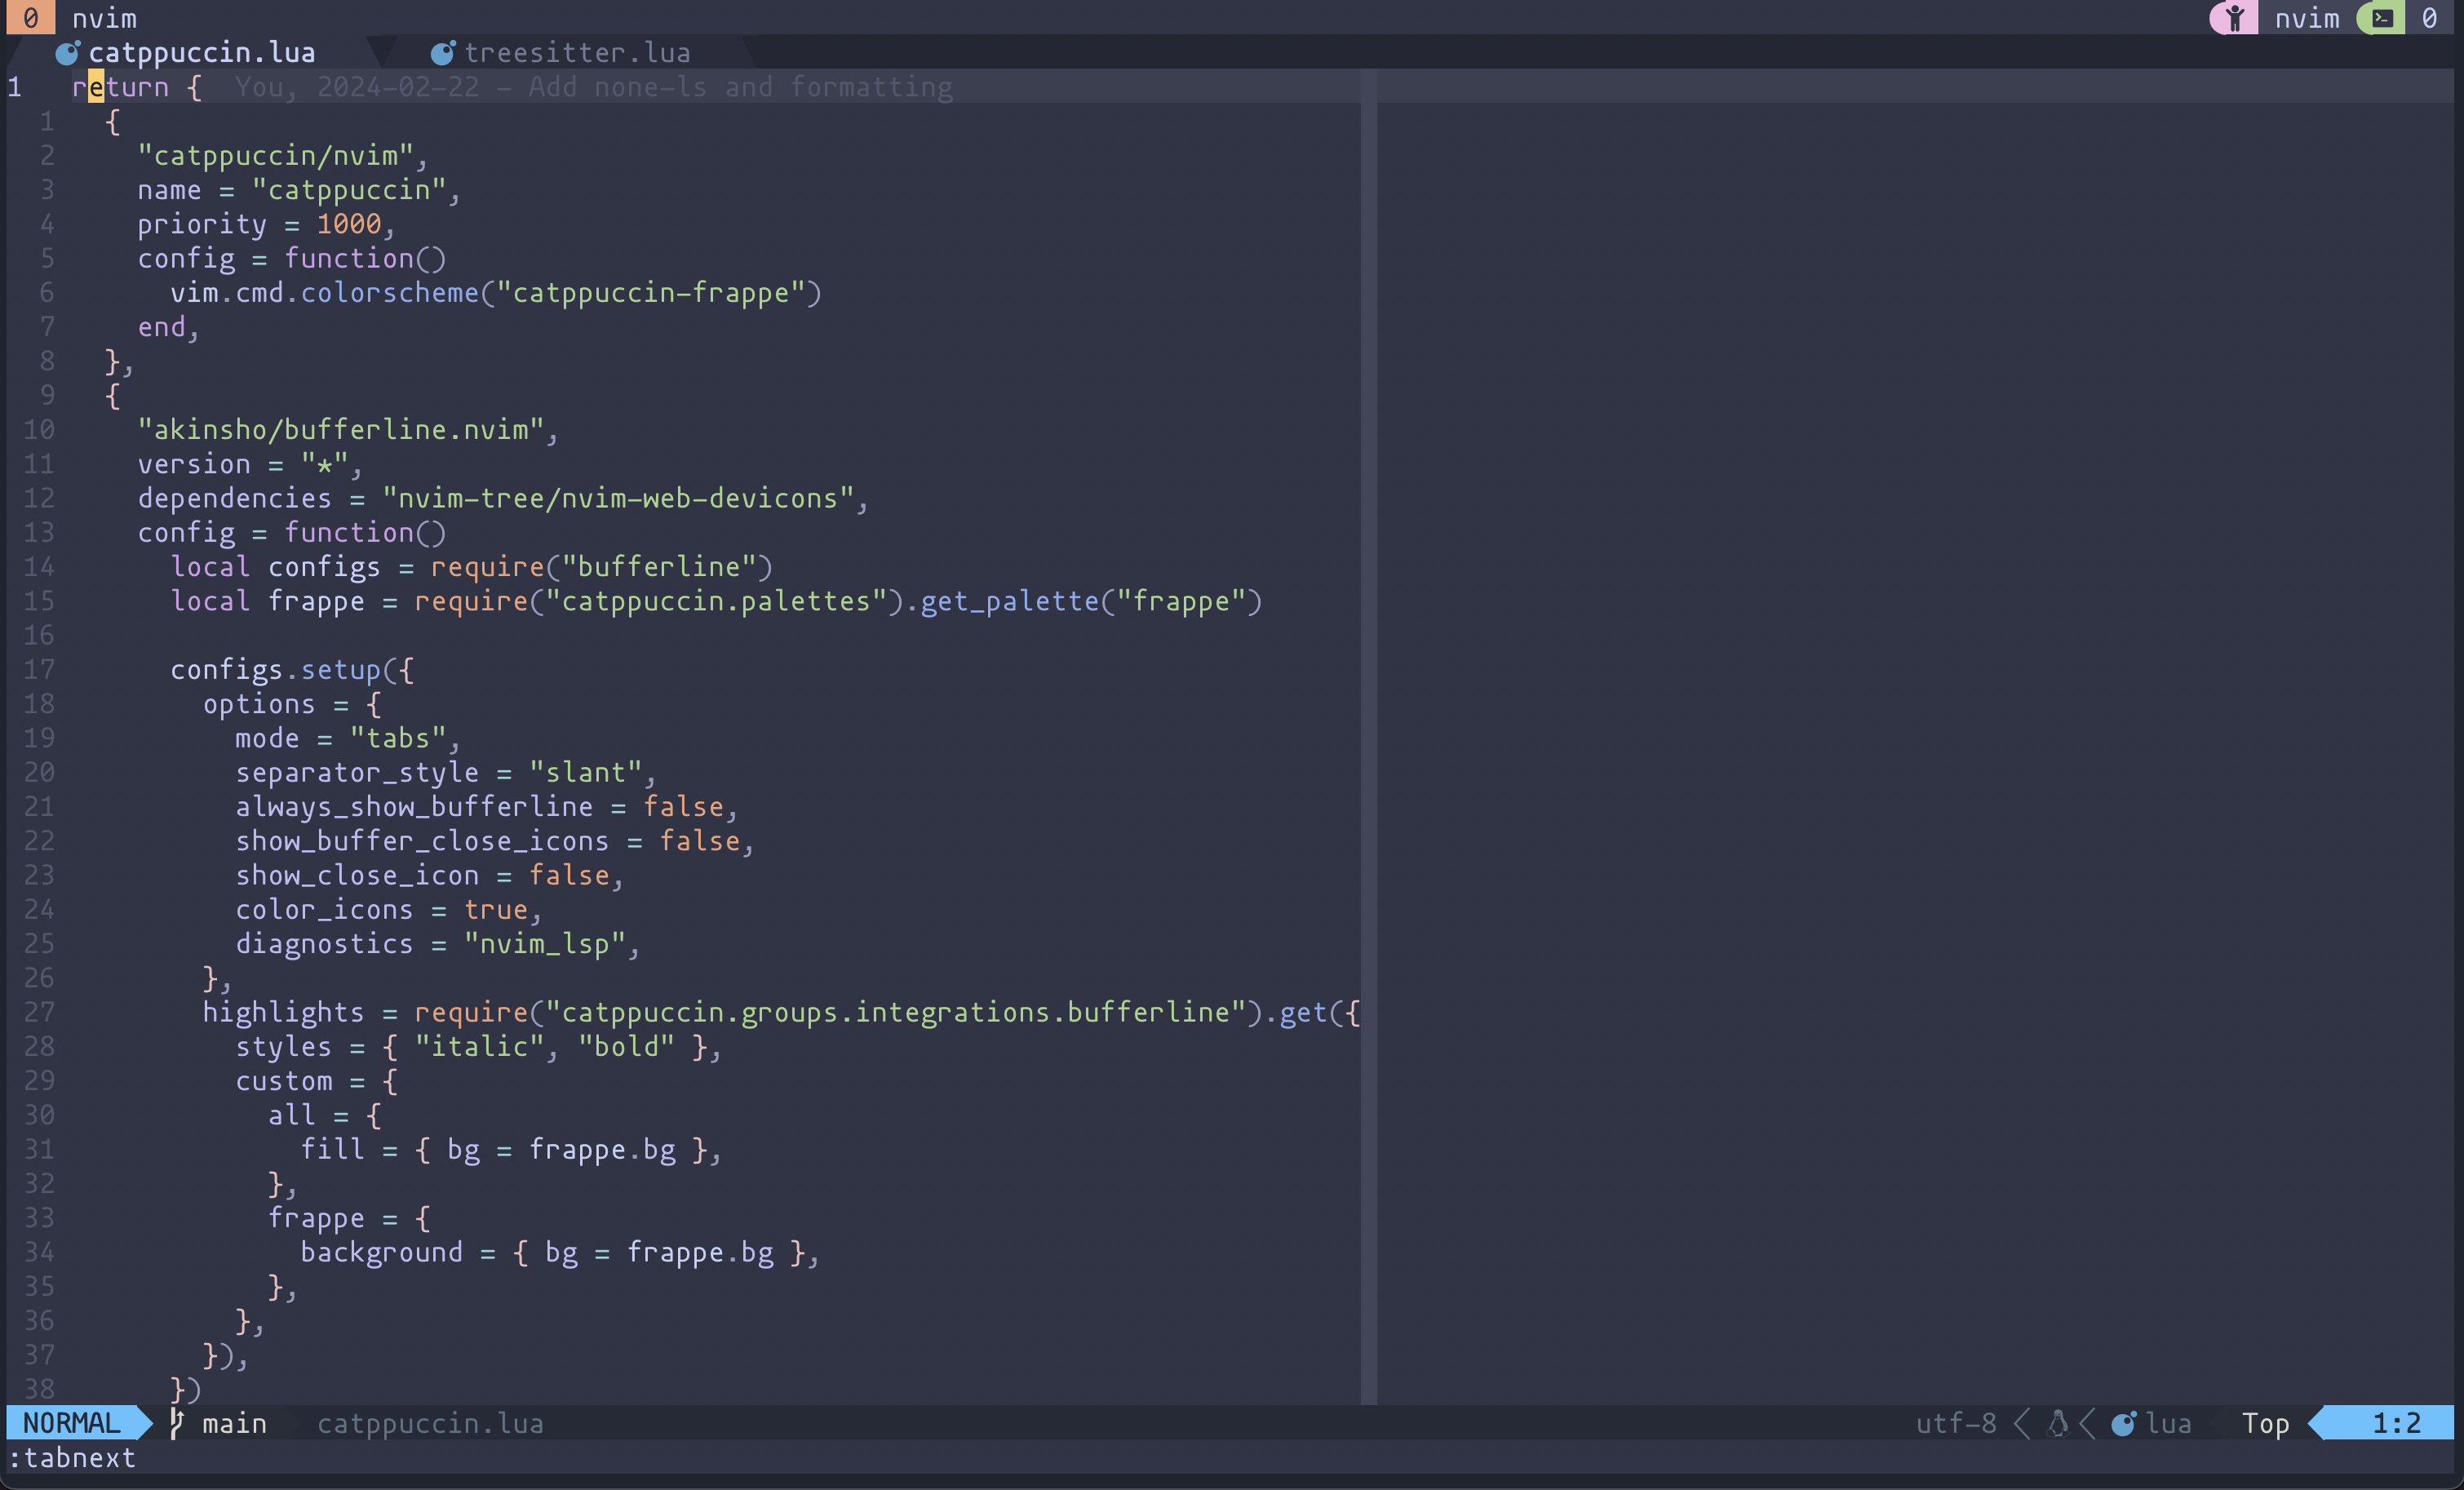 0 nvim nvim 0
catppuccin.lua treesitter.lua
1 return { You, 2024-02-22 - Add none-ls and formatting
1 {
2 "catppuccin/nvim",
3 name = "catppuccin",
4 priority = 1000,
5 config = function()
6 vim.cmd.colorscheme("catppuccin-frappe")
7 end,
8 },
9 {
10 "akinsho/bufferline.nvim",
11 version = "*",
12 dependencies = "nvim-tree/nvim-web-devicons",
13 config = function()
14 local configs = require("bufferline")
15 local frappe = require("catppuccin.palettes").get_palette("frappe")
16
17 configs.setup({
18 options = {
19 mode = "tabs",
20 separator_style = "slant",
21 always_show_bufferline = false,
22 show_buffer_close_icons = false,
23 show_close_icon = false,
24 color_icons = true,
25 diagnostics = "nvim_lsp",
26 },
27 highlights = require("catppuccin.groups.integrations.bufferline").get({
28 styles = { "italic", "bold" },
29 custom = {
30 all = {
31 fill = { bg = frappe.bg },
32 },
33 frappe = {
34 background = { bg = frappe.bg },
35 },
36 },
37 }),
38 })
NORMAL main catppuccin.lua utf-8 lua Top 1:2
:tabnext